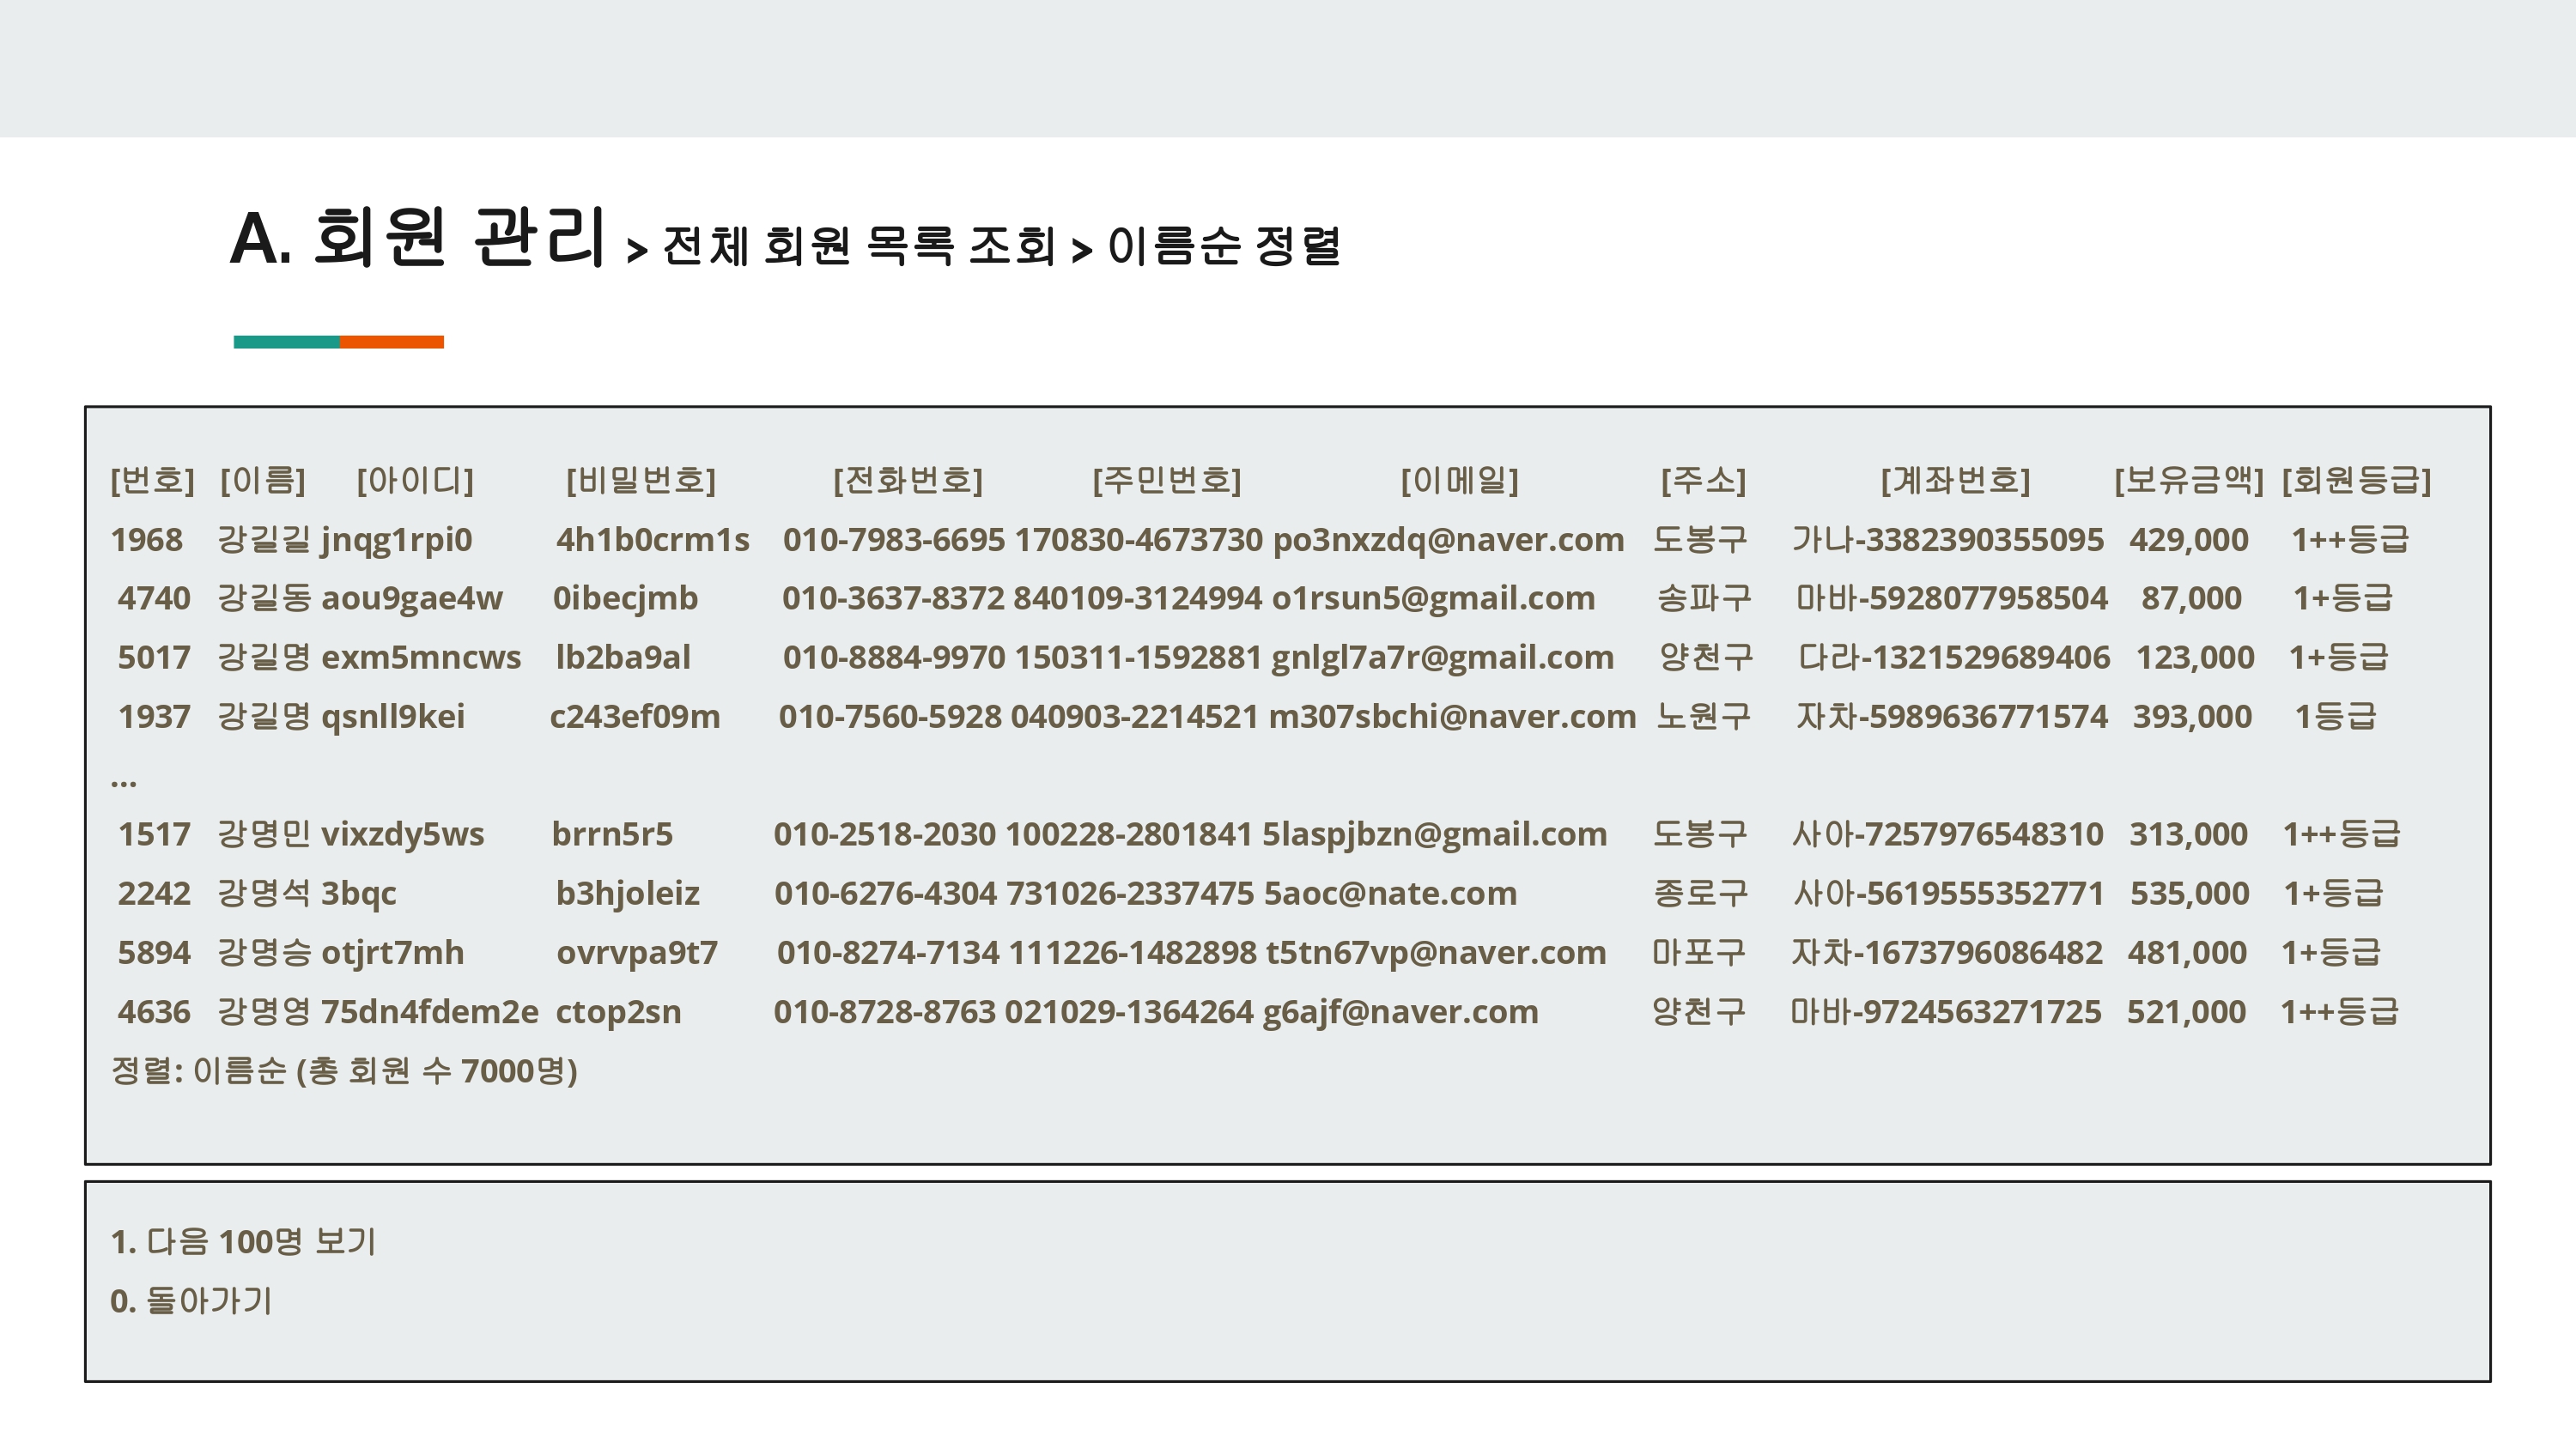 A. 회원 관리 > 전체 회원 목록 조회 > 이름순 정렬
[번호] [이름] [아이디] [비밀번호] [전화번호] [주민번호] [이메일] [주소] [계좌번호] [보유금액] [회원등급]
1968 강길길 jnqg1rpi0 4h1b0crm1s 010-7983-6695 170830-4673730 po3nxzdq@naver.com 도봉구 가나-3382390355095 429,000 1++등급
4740 강길동 aou9gae4w 0ibecjmb 010-3637-8372 840109-3124994 o1rsun5@gmail.com 송파구 마바-5928077958504 87,000 1+등급
5017 강길명 exm5mncws lb2ba9al 010-8884-9970 150311-1592881 gnlgl7a7r@gmail.com 양천구 다라-1321529689406 123,000 1+등급
1937 강길명 qsnll9kei c243ef09m 010-7560-5928 040903-2214521 m307sbchi@naver.com 노원구 자차-5989636771574 393,000 1등급
...
1517 강명민 vixzdy5ws brrn5r5 010-2518-2030 100228-2801841 5laspjbzn@gmail.com 도봉구 사아-7257976548310 313,000 1++등급
2242 강명석 3bqc b3hjoleiz 010-6276-4304 731026-2337475 5aoc@nate.com 종로구 사아-5619555352771 535,000 1+등급
5894 강명승 otjrt7mh ovrvpa9t7 010-8274-7134 111226-1482898 t5tn67vp@naver.com 마포구 자차-1673796086482 481,000 1+등급
4636 강명영 75dn4fdem2e ctop2sn 010-8728-8763 021029-1364264 g6ajf@naver.com 양천구 마바-9724563271725 521,000 1++등급
정렬: 이름순 (총 회원 수 7000명)
1. 다음 100명 보기
0. 돌아가기